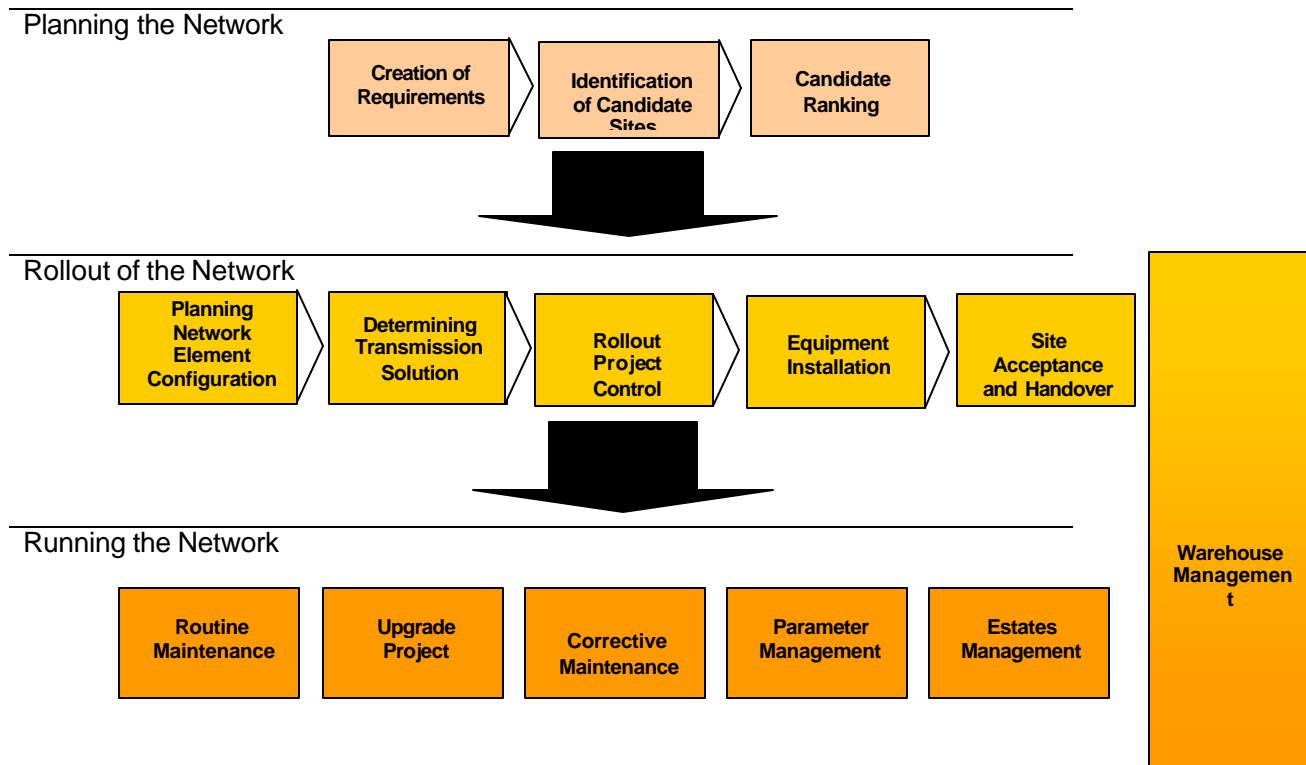 Planning the Network
Creation of
Requirements
Identification
of Candidate
Sites
Candidate
Ranking
Rollout of the Network
Planning
Network
Element
Configuration
Determining
Transmission
Solution
Rollout
Project
Control
Equipment
Installation
Site
Acceptance
and Handover
Running the Network
Routine
Maintenance
Upgrade
Project
Corrective
Maintenance
Parameter
Management
Estates
Management
Warehouse
Managemen
t